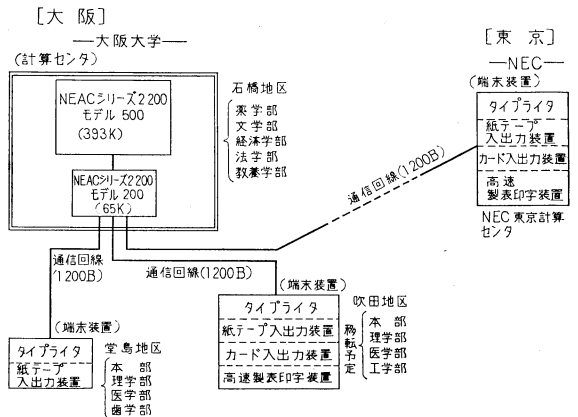 [大阪]
大阪大学
(計算センタ)
NEACシリーズ2200
モデル500
(393K)
NEACシリーズ2200
モデル200
(65K)
石橋地区
薬学部
文学部
経済学部
法学部
教養学部
[東京]
NEC
(端末装置)
タイプライタ
紙テープ
入出力装置
カード入出力装置
高速
製表印字装置
NEC東京計算
センタ
通信回線(1200B)
通信回線
(1200B)
通信回線(1200B)
(端末装置)
タイプライタ
紙テープ
入出力装置
堂島地区
本部
理学部
医学部
歯学部
(端末装置)
タイプライタ
紙テープ入出力装置
カード入出力装置
高速製表印字装置
吹田地区
移転予定
本部
理学部
医学部
工学部